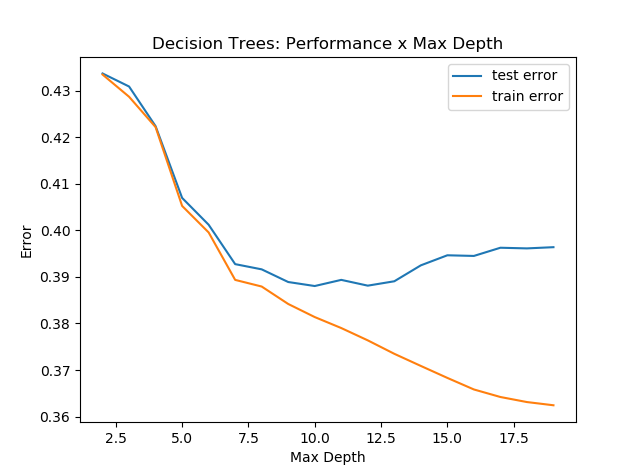 Decision Trees: Performance x Max Depth
test error
train error
0.43
0.42
0.41
0.40
0.39
0.38
0.37
0.36
Error
2.5 5.0 7.5 10.0 12.5 15.0 17.5
Max Depth